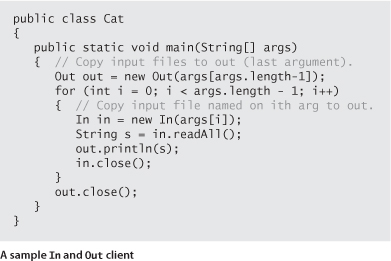 public class Cat
{
   public static void main(String[] args)
   {  // Copy input files to out (last argument).
      Out out = new Out(args[args.length-1]);
      for (int i = 0; i < args.length - 1; i++)
      {  // Copy input file named on ith arg to out.
         In in = new In(args[i]);
         String s = in.readAll();
         out.println(s);
         in.close();
      }
      out.close();
   }
}
A sample In and Out client